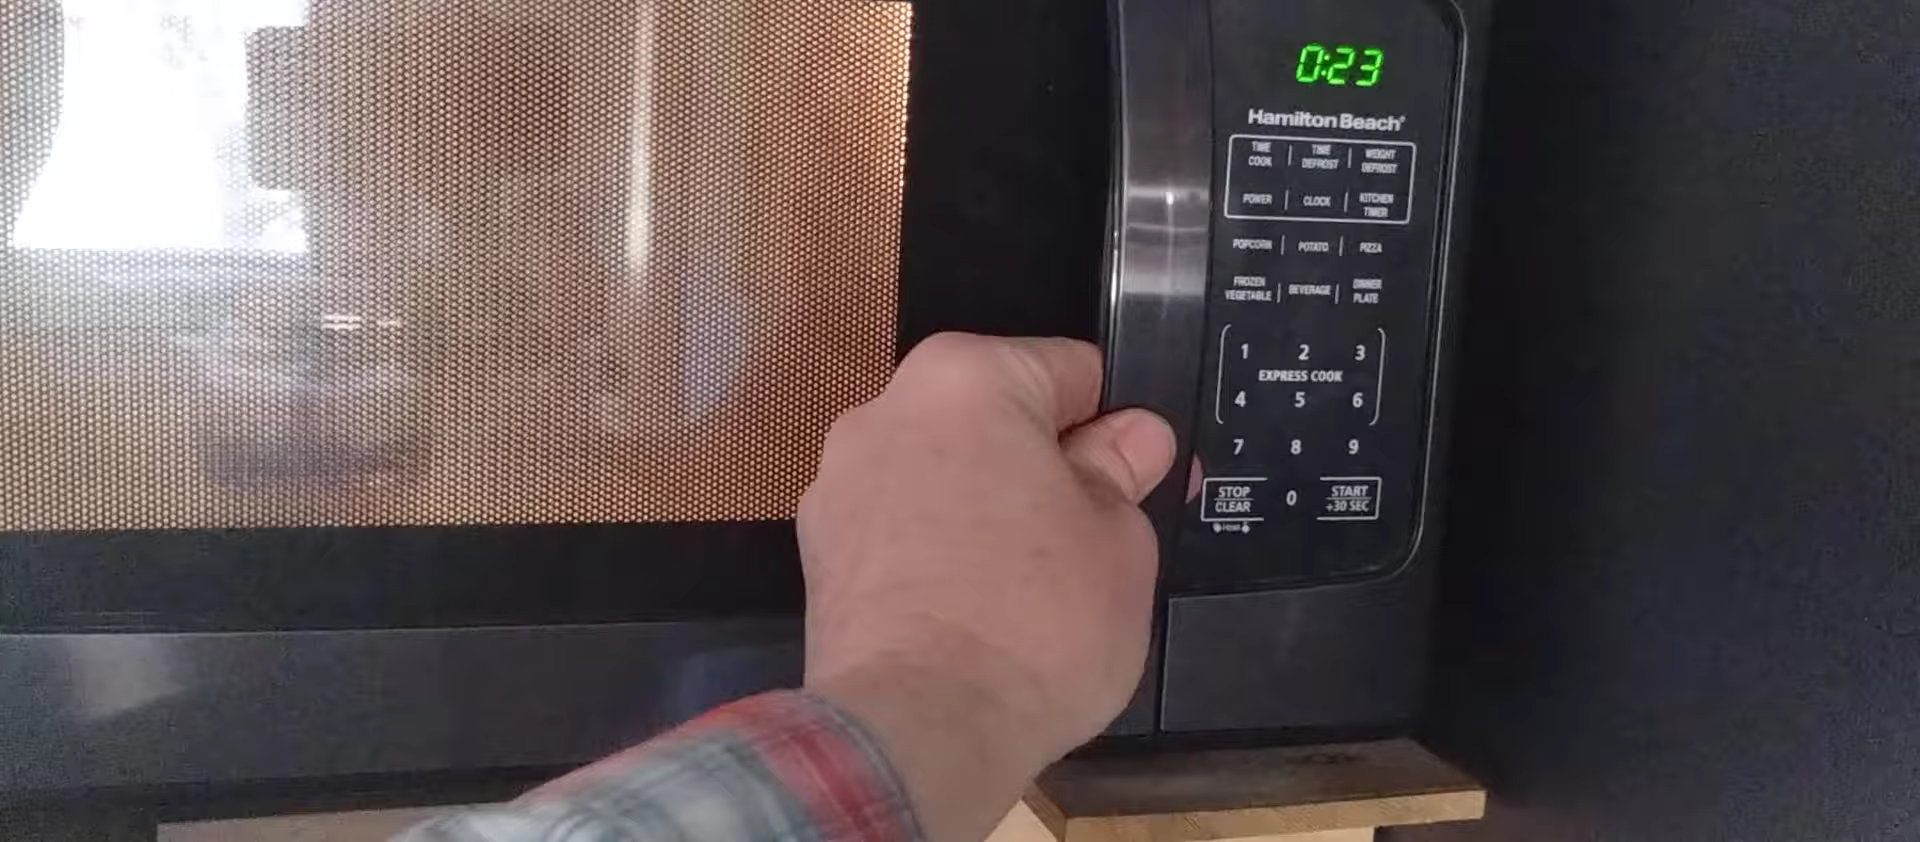 0:23
Hamilton Beach®
TIME COOK TIME DEFROST WEIGHT DEFROST
POWER CLOCK KITCHEN TIMER
POPCORN POTATO PIZZA
FROZEN VEGETABLE BEVERAGE DINNER PLATE
1 2 3
EXPRESS COOK
4 5 6
7 8 9
STOP CLEAR 0 START +30 SEC